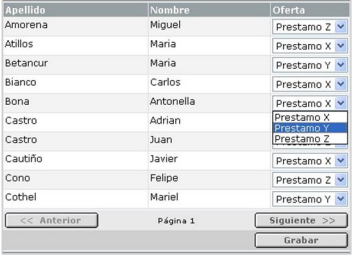 Apellido Nombre Oferta
Amorena Miguel Prestamo Z
Atillos Maria Prestamo X
Betancur Maria Prestamo Y
Bianco Carlos Prestamo X
Bona Antonella Prestamo X
Castro Adrian Prestamo X
Prestamo Y
Castro Juan Prestamo Z
Cautiño Javier Prestamo X
Cono Felipe Prestamo Z
Cothel Mariel Prestamo Y
<< Anterior Página 1 Siguiente >>
Grabar